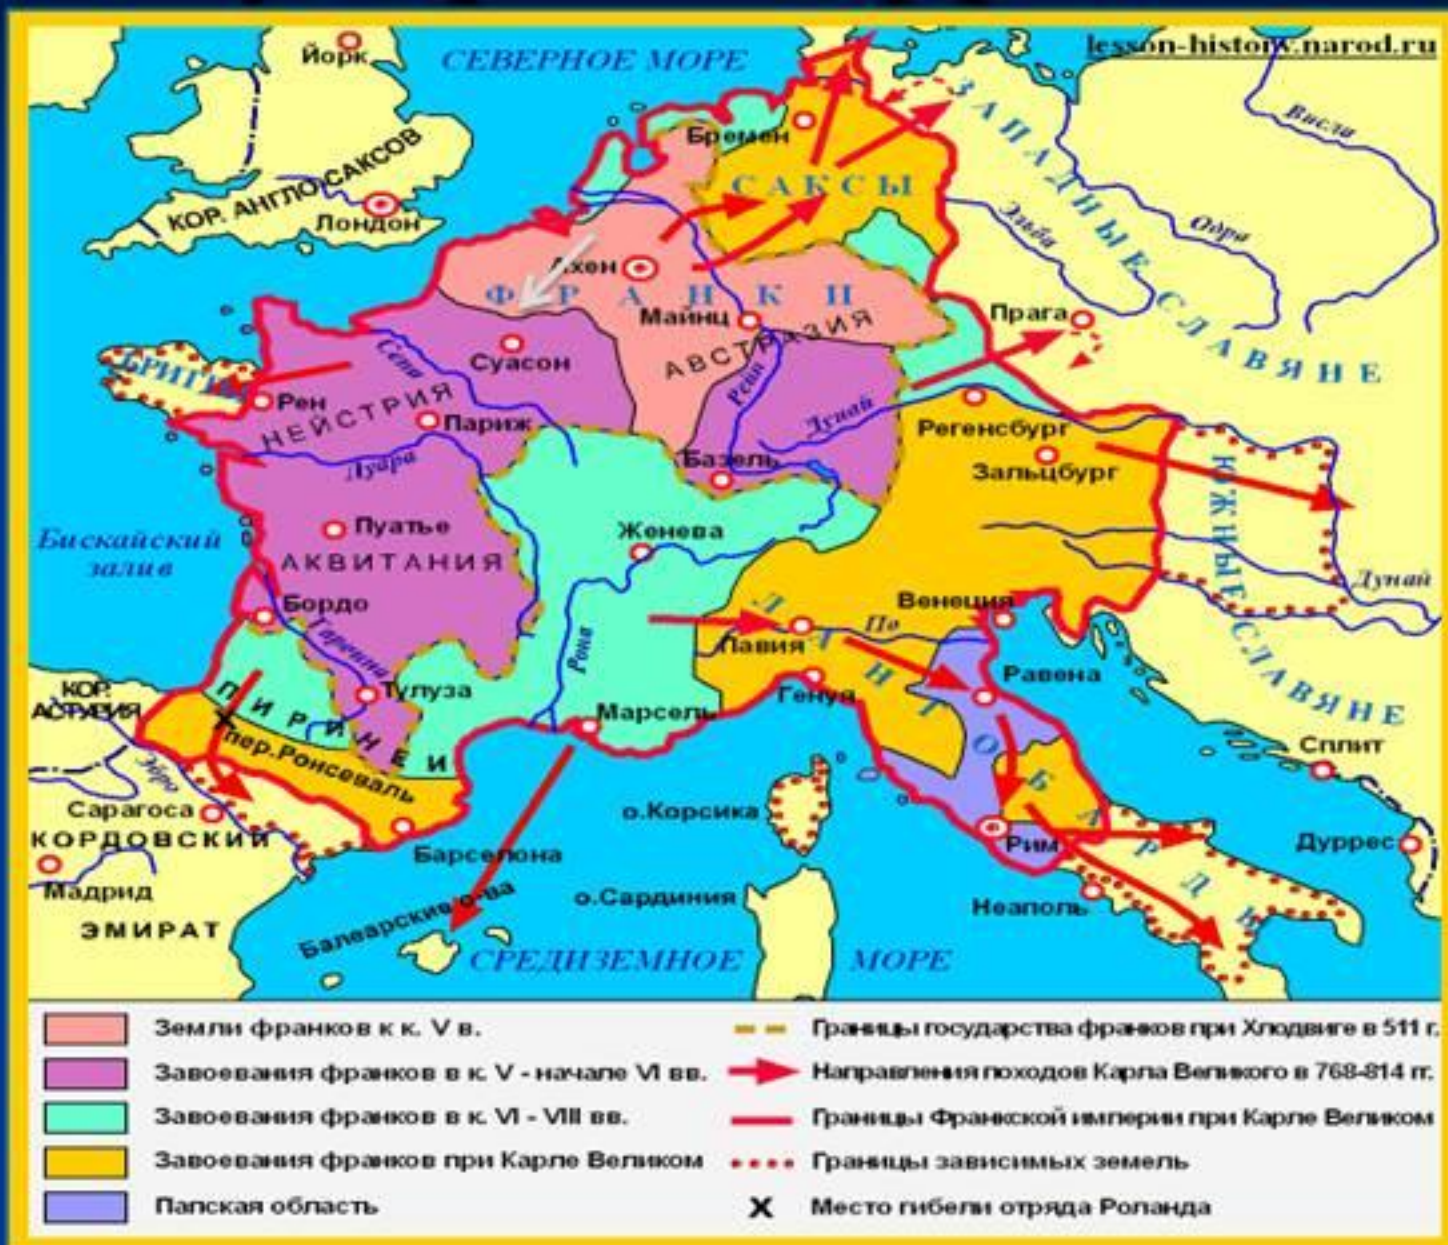 lesson-history.narod.ru
Йорк
СЕВЕРНОЕ МОРЕ
Висла
Бремен
ЗАПАДНЫЕ СЛАВЯНЕ
КОР. АНГЛО-САКСОВ
САКСЫ
Лондон
Эльба
Одра
Ахен
ФРАНКИ
Майнц
Прага
АВСТРАЗИЯ
Суасон
Сена
БРИТТЫ
Рен
НЕЙСТРИЯ
Париж
Рейн
Дунай
Регенсбург
Луара
Базель
Зальцбург
ЮЖНЫЕ СЛАВЯНЕ
Пуатье
Женева
Бискайский
залив
АКВИТАНИЯ
Дунай
Бордо
Гаронна
Рона
ЛАНГОБАРДЫ
Венеция
По
Павия
Равена
КОР.
АСТУРИЯ
ПИРИНЕИ
Тулуза
Генуя
Марсель
пер.Ронсеваль
Сплит
Эбро
Сарагоса
о.Корсика
КОРДОВСКИЙ
Рим
Дуррес
Барселона
Мадрид
Балеарские о-ва
о.Сардиния
Неаполь
ЭМИРАТ
СРЕДИЗЕМНОЕ МОРЕ
Земли франков к к. V в.
Завоевания франков в к. V - начале VI вв.
Завоевания франков в к. VI - VIII вв.
Завоевания франков при Карле Великом
Папская область
Границы государства франков при Хлодвиге в 511 г.
Направления походов Карла Великого в 768-814 гг.
Границы Франкской империи при Карле Великом
Границы зависимых земель
X Место гибели отряда Роланда